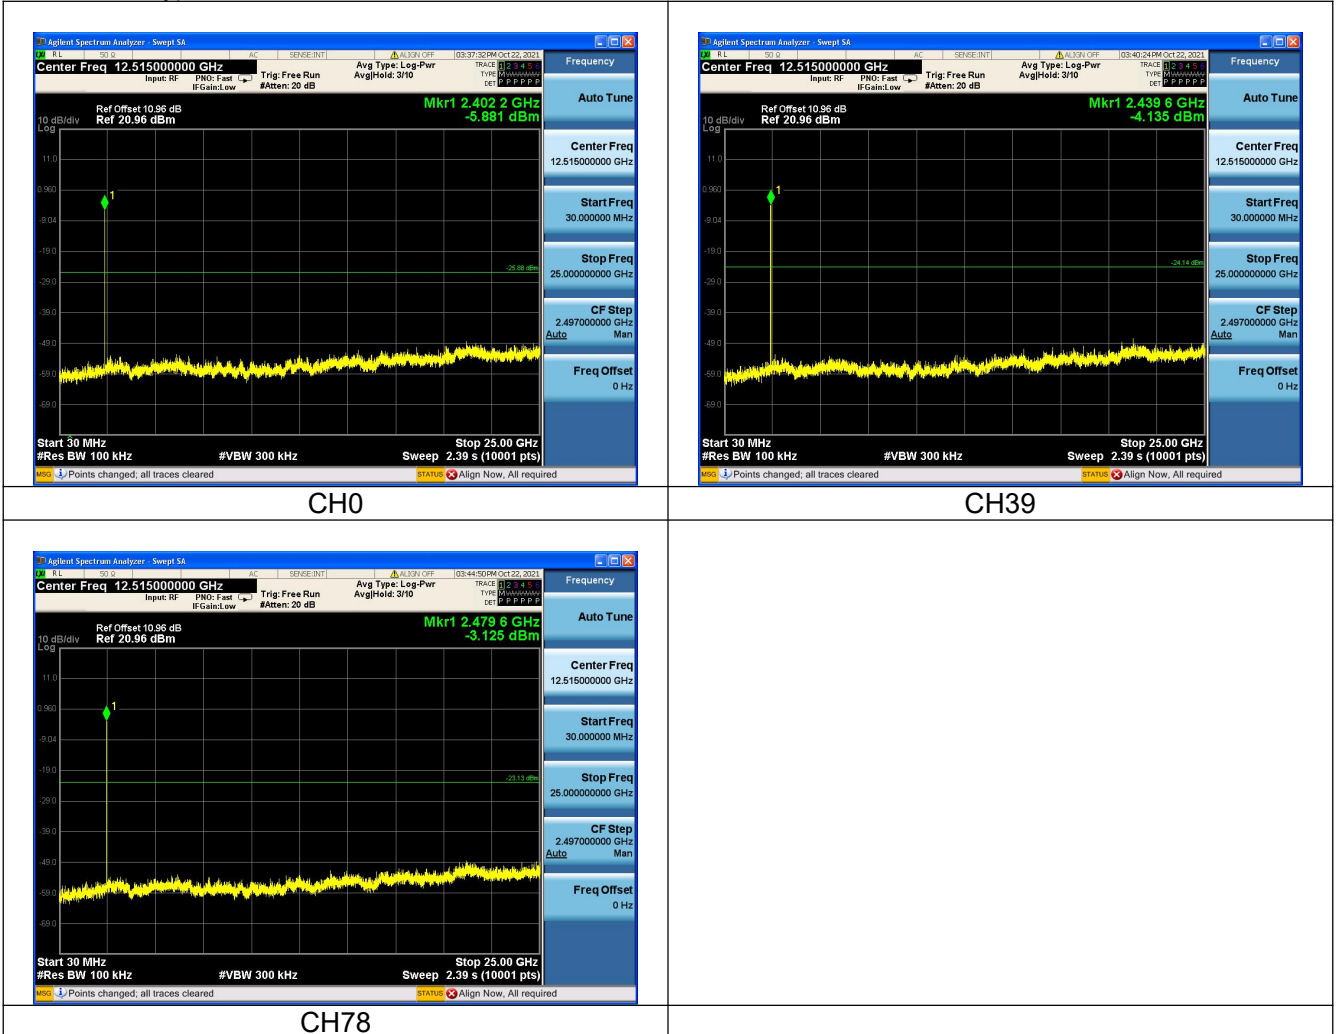 Agilent Spectrum Analyzer - Swept SA
RL 50 Ω AC SENSE:INT ALIGN OFF 03:37:32 PM Oct 22, 2021
Center Freq 12.515000000 GHz
Input: RF PNO: Fast IFGain:Low
Trig: Free Run
#Atten: 20 dB
Avg Type: Log-Pwr
Avg|Hold: 3/10
TRACE 1 2 3 4 5 6
TYPE M
DET P P P P P P
Frequency
Mkr1 2.402 2 GHz
-5.881 dBm
Ref Offset 10.96 dB
10 dB/div Ref 20.96 dBm
Log
11.0
0.960
-9.04
-19.0
-29.0
-39.0
-49.0
-59.0
-69.0
1
-25.88 dBm
Start 30 MHz Stop 25.00 GHz
#Res BW 100 kHz #VBW 300 kHz Sweep 2.39 s (10001 pts)
MSG Points changed; all traces cleared STATUS Align Now, All required
Auto Tune
Center Freq
12.515000000 GHz
Start Freq
30.000000 MHz
Stop Freq
25.000000000 GHz
CF Step
2.497000000 GHz
Auto Man
Freq Offset
0 Hz
CH0
Agilent Spectrum Analyzer - Swept SA
RL 50 Ω AC SENSE:INT ALIGN OFF 03:40:24 PM Oct 22, 2021
Center Freq 12.515000000 GHz
Input: RF PNO: Fast IFGain:Low
Trig: Free Run
#Atten: 20 dB
Avg Type: Log-Pwr
Avg|Hold: 3/10
TRACE 1 2 3 4 5 6
TYPE M
DET P P P P P P
Frequency
Mkr1 2.439 6 GHz
-4.135 dBm
Ref Offset 10.96 dB
10 dB/div Ref 20.96 dBm
Log
11.0
0.960
-9.04
-19.0
-29.0
-39.0
-49.0
-59.0
-69.0
1
-24.14 dBm
Start 30 MHz Stop 25.00 GHz
#Res BW 100 kHz #VBW 300 kHz Sweep 2.39 s (10001 pts)
MSG Points changed; all traces cleared STATUS Align Now, All required
Auto Tune
Center Freq
12.515000000 GHz
Start Freq
30.000000 MHz
Stop Freq
25.000000000 GHz
CF Step
2.497000000 GHz
Auto Man
Freq Offset
0 Hz
CH39
Agilent Spectrum Analyzer - Swept SA
RL 50 Ω AC SENSE:INT ALIGN OFF 03:44:50 PM Oct 22, 2021
Center Freq 12.515000000 GHz
Input: RF PNO: Fast IFGain:Low
Trig: Free Run
#Atten: 20 dB
Avg Type: Log-Pwr
Avg|Hold: 3/10
TRACE 1 2 3 4 5 6
TYPE M
DET P P P P P P
Frequency
Mkr1 2.479 6 GHz
-3.125 dBm
Ref Offset 10.96 dB
10 dB/div Ref 20.96 dBm
Log
11.0
0.960
-9.04
-19.0
-29.0
-39.0
-49.0
-59.0
-69.0
1
-23.13 dBm
Start 30 MHz Stop 25.00 GHz
#Res BW 100 kHz #VBW 300 kHz Sweep 2.39 s (10001 pts)
MSG Points changed; all traces cleared STATUS Align Now, All required
Auto Tune
Center Freq
12.515000000 GHz
Start Freq
30.000000 MHz
Stop Freq
25.000000000 GHz
CF Step
2.497000000 GHz
Auto Man
Freq Offset
0 Hz
CH78